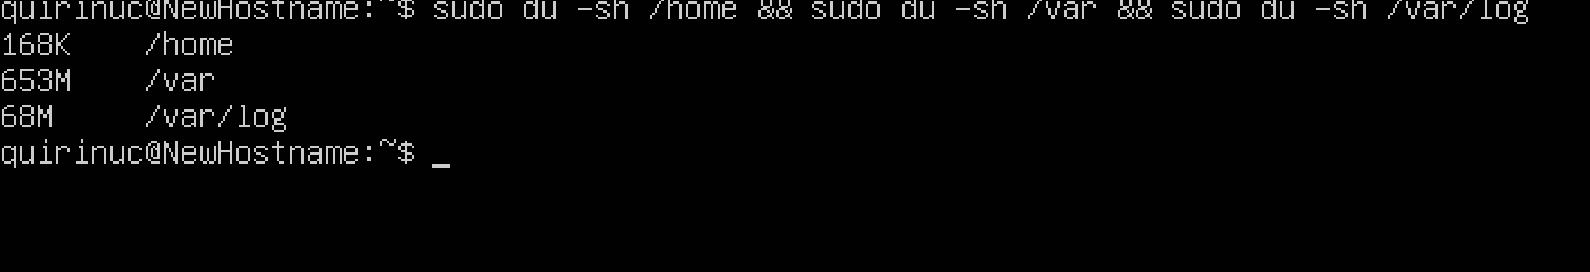 quirinuc@NewHostname:~$ sudo du -sh /home && sudo du -sh /var && sudo du -sh /var/log
168K    /home
653M    /var
68M     /var/log
quirinuc@NewHostname:~$ _